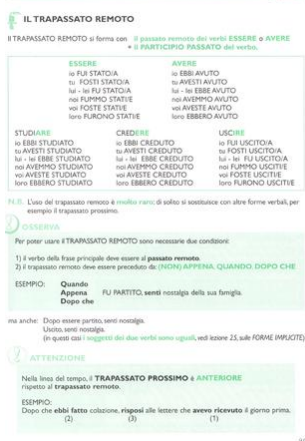 IL TRAPASSATO REMOTO
Il TRAPASSATO REMOTO si forma con il passato remoto dei verbi ESSERE o AVERE
+ il PARTICIPIO PASSATO del verbo.
ESSERE AVERE
io FUI STATO/A io EBBI AVUTO
tu FOSTI STATO/A tu AVESTI AVUTO
lui - lei FU STATO/A lui - lei EBBE AVUTO
noi FUMMO STATI/E noi AVEMMO AVUTO
voi FOSTE STATI/E voi AVESTE AVUTO
loro FURONO STATI/E loro EBBERO AVUTO
STUDIARE CREDERE USCIRE
io EBBI STUDIATO io EBBI CREDUTO io FUI USCITO/A
tu AVESTI STUDIATO tu AVESTI CREDUTO tu FOSTI USCITO/A
lui - lei EBBE STUDIATO lui - lei EBBE CREDUTO lui - lei FU USCITO/A
noi AVEMMO STUDIATO noi AVEMMO CREDUTO noi FUMMO USCITI/E
voi AVESTE STUDIATO voi AVESTE CREDUTO voi FOSTE USCITI/E
loro EBBERO STUDIATO loro EBBERO CREDUTO loro FURONO USCITI/E
N.B. L'uso del trapassato remoto è molto raro: di solito si sostituisce con altre forme verbali, per
esempio il trapassato prossimo.
OSSERVA
Per poter usare il TRAPASSATO REMOTO sono necessarie due condizioni:
1) il verbo della frase principale deve essere al passato remoto.
2) il trapassato remoto deve essere preceduto da: (NON) APPENA QUANDO DOPO CHE
ESEMPIO: Quando
Appena FU PARTITO, sentì nostalgia della sua famiglia.
Dopo che
ma anche: Dopo essere partito, sentì nostalgia.
Uscito, sentì nostalgia.
(in questi casi i soggetti dei due verbi sono uguali, vedi lezione 25, sulle FORME IMPLICITE)
ATTENZIONE
Nella linea del tempo, il TRAPASSATO PROSSIMO è ANTERIORE
rispetto al trapassato remoto.
ESEMPIO:
Dopo che ebbi fatto colazione, risposi alle lettere che avevo ricevuto il giorno prima.
(2) (3) (1)